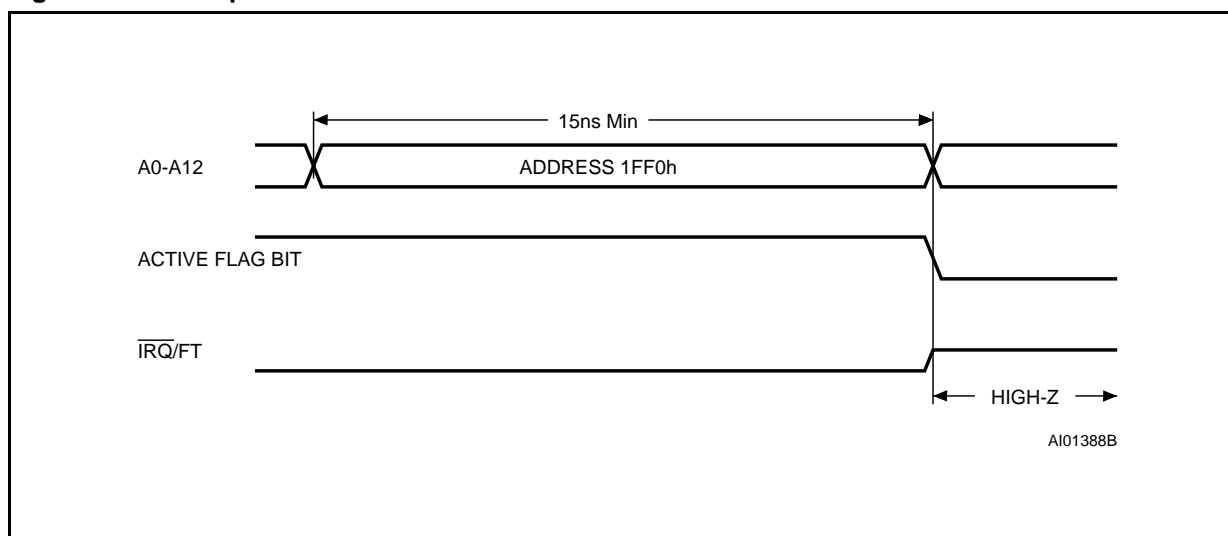 15ns Min
A0-A12
ADDRESS 1FF0h
ACTIVE FLAG BIT
IRQ/FT
HIGH-Z
AI01388B